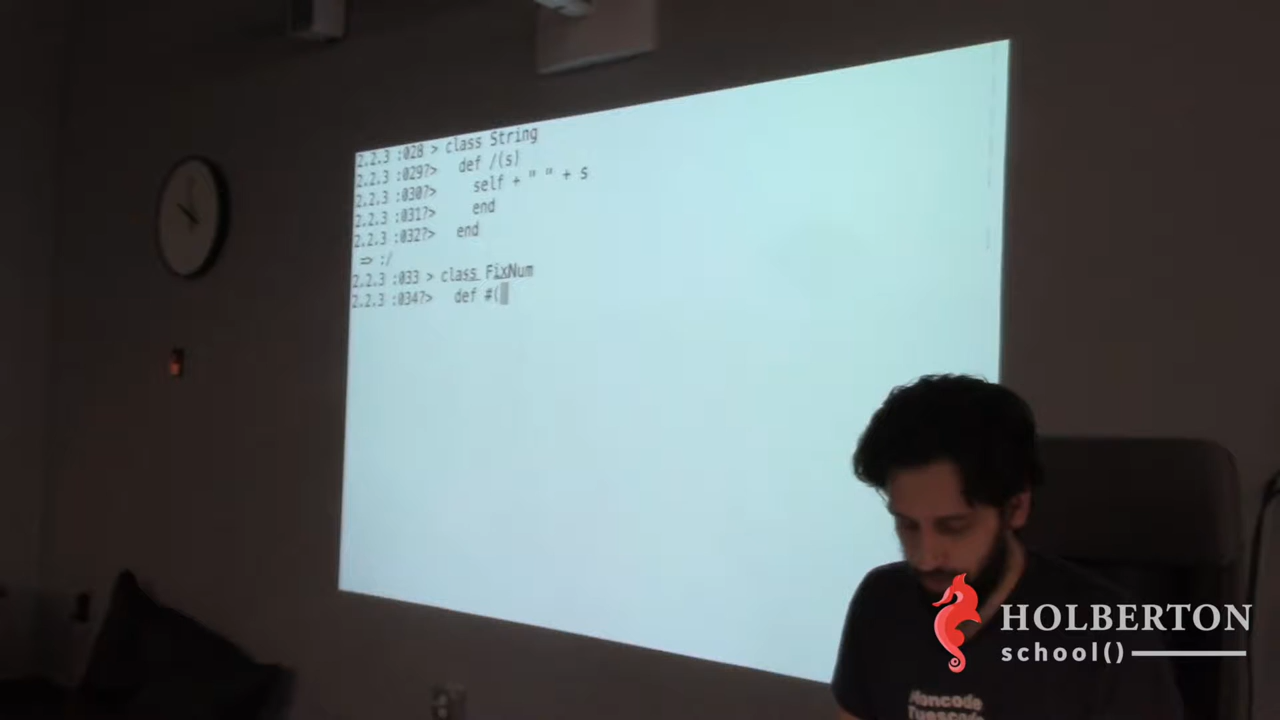 2.2.3 :028 > class String
2.2.3 :029?>   def /(s)
2.2.3 :030?>     self + " " + s
2.2.3 :031?>     end
2.2.3 :032?>   end
=> :/
2.2.3 :033 > class FixNum
2.2.3 :034?>   def #(
HOLBERTON
school()
Moncode
Tuescode